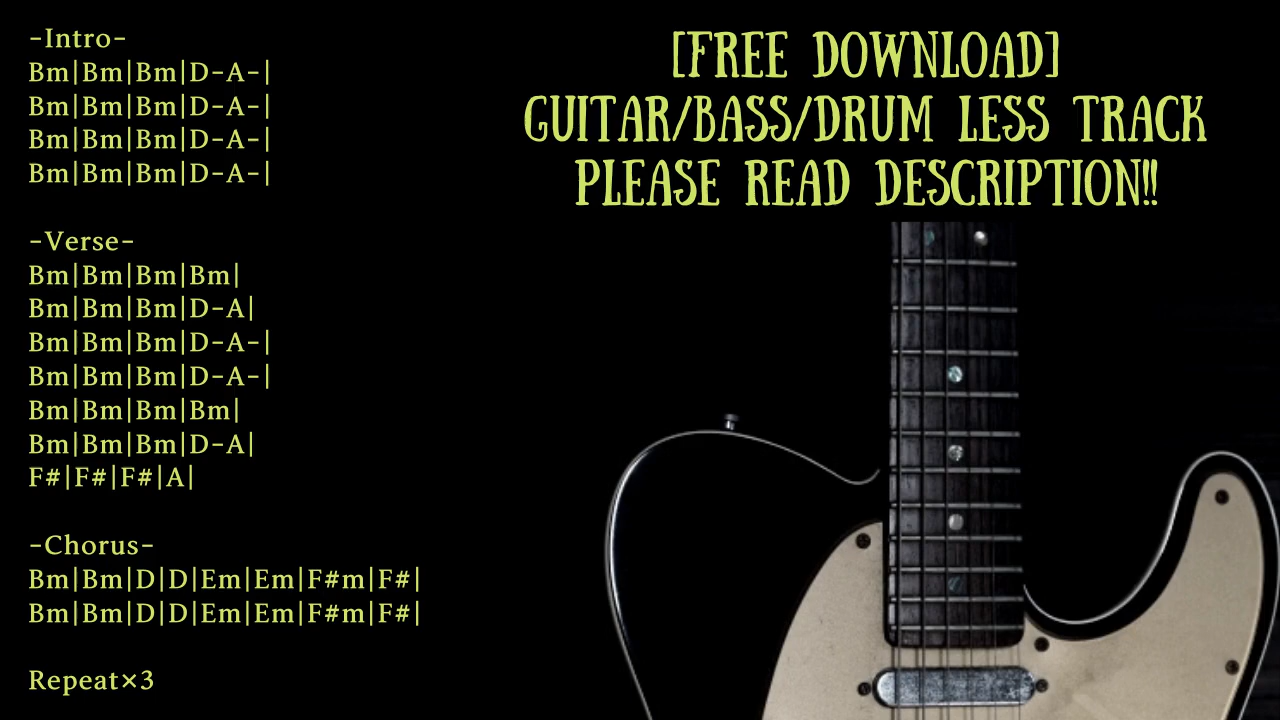 -Intro-
Bm|Bm|Bm|D-A-|
Bm|Bm|Bm|D-A-|
Bm|Bm|Bm|D-A-|
Bm|Bm|Bm|D-A-|
-Verse-
Bm|Bm|Bm|Bm|
Bm|Bm|Bm|D-A|
Bm|Bm|Bm|D-A-|
Bm|Bm|Bm|D-A-|
Bm|Bm|Bm|Bm|
Bm|Bm|Bm|D-A|
F#|F#|F#|A|
-Chorus-
Bm|Bm|D|D|Em|Em|F#m|F#|
Bm|Bm|D|D|Em|Em|F#m|F#|
Repeat×3
[FREE DOWNLOAD]
GUITAR/BASS/DRUM LESS TRACK
PLEASE READ DESCRIPTION!!